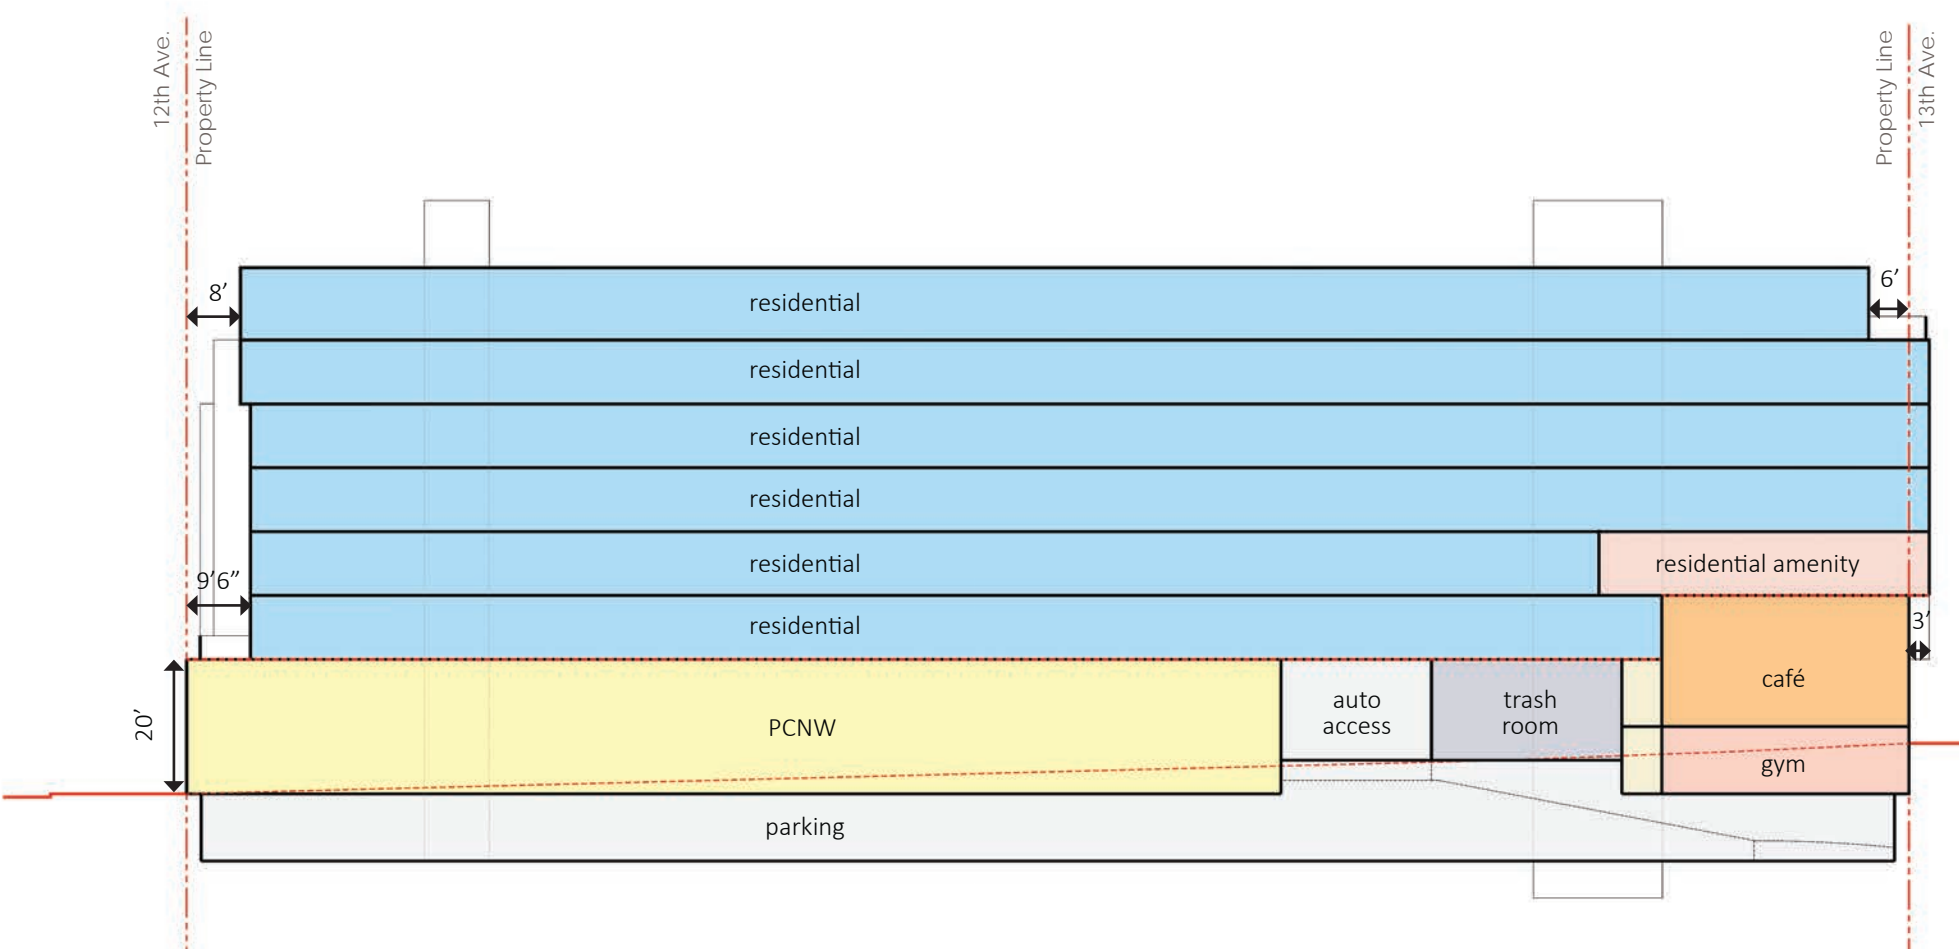 12th Ave.
Property Line
Property Line
13th Ave.
8’
residential
6’
residential
residential
residential
residential
residential amenity
9’6”
residential
3’
20’
PCNW
auto
access
trash
room
café
gym
parking